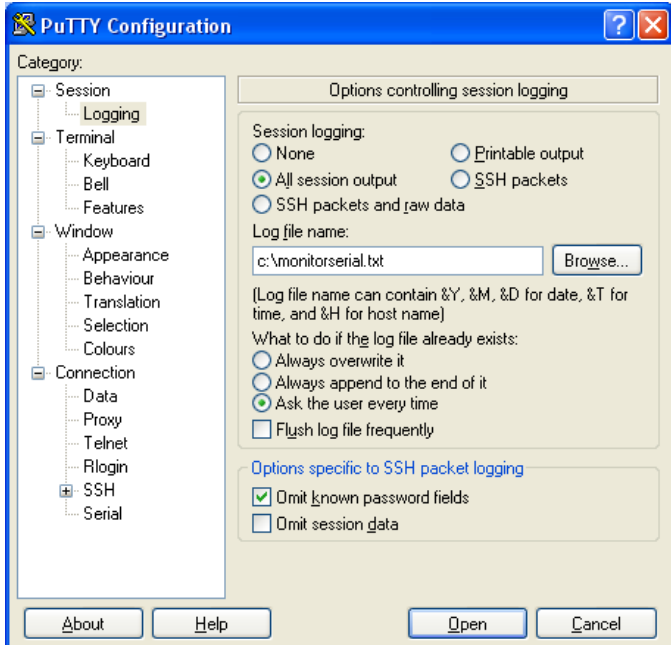 PuTTY Configuration
Category:
Session
Logging
Terminal
Keyboard
Bell
Features
Window
Appearance
Behaviour
Translation
Selection
Colours
Connection
Data
Proxy
Telnet
Rlogin
SSH
Serial
Options controlling session logging
Session logging:
None
Printable output
All session output
SSH packets
SSH packets and raw data
Log file name:
c:\monitorserial.txt
Browse...
(Log file name can contain &Y, &M, &D for date, &T for
time, and &H for host name)
What to do if the log file already exists:
Always overwrite it
Always append to the end of it
Ask the user every time
Flush log file frequently
Options specific to SSH packet logging
Omit known password fields
Omit session data
About
Help
Open
Cancel